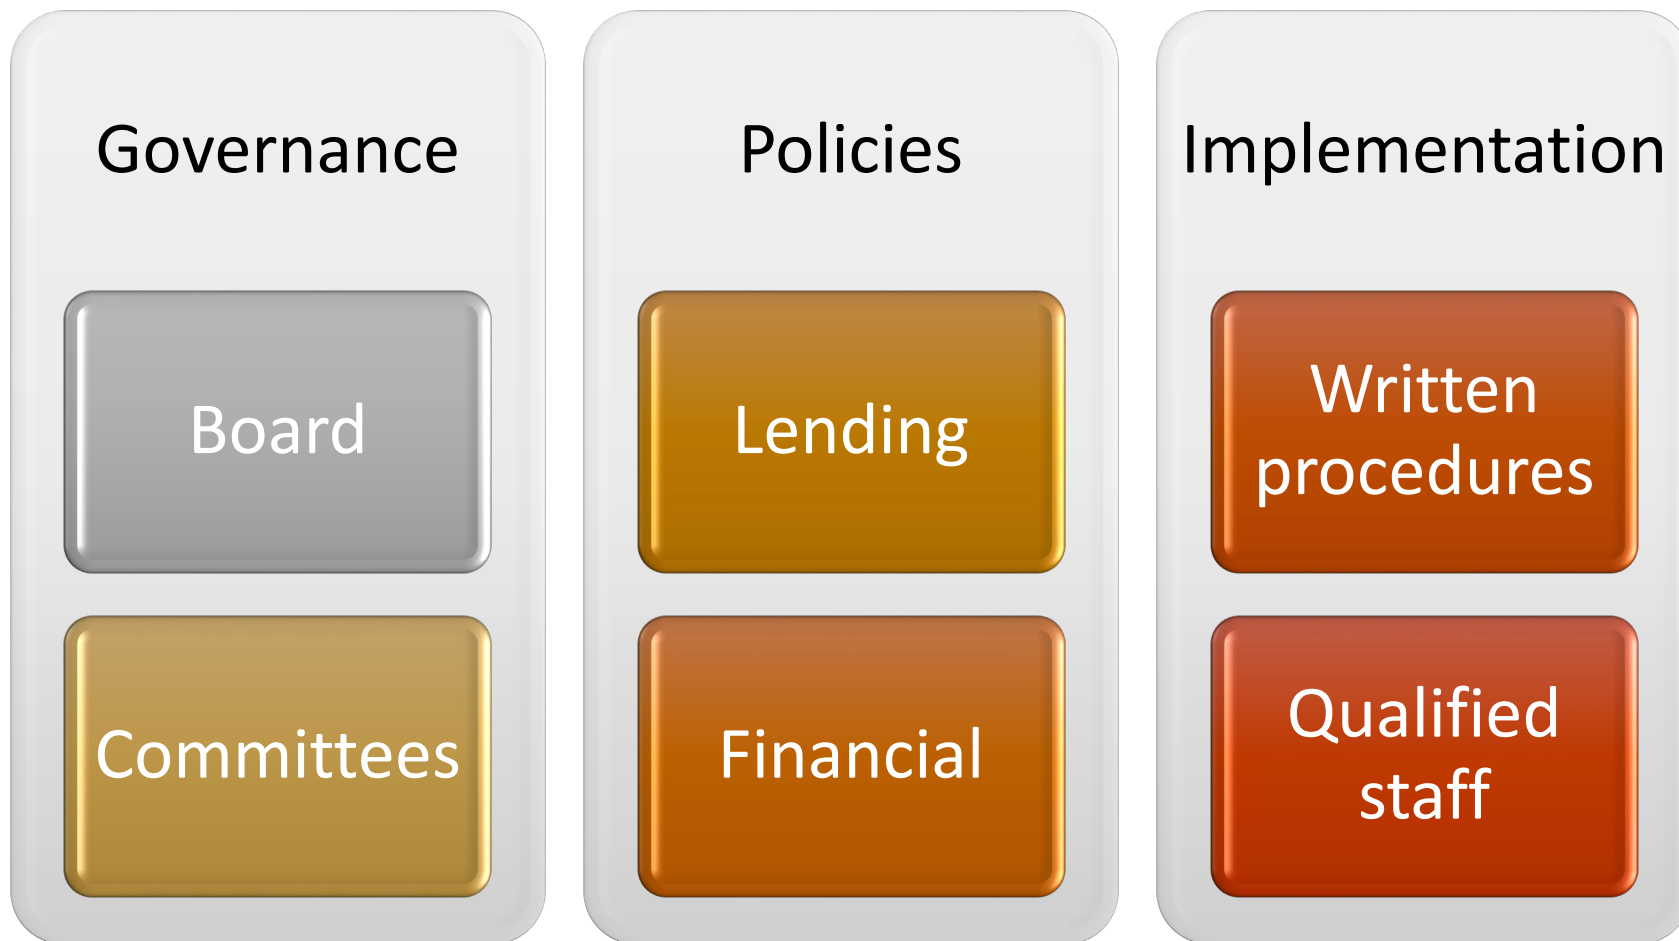 Governance
Board
Committees
Policies
Lending
Financial
Implementation
Written
procedures
Qualified
staff